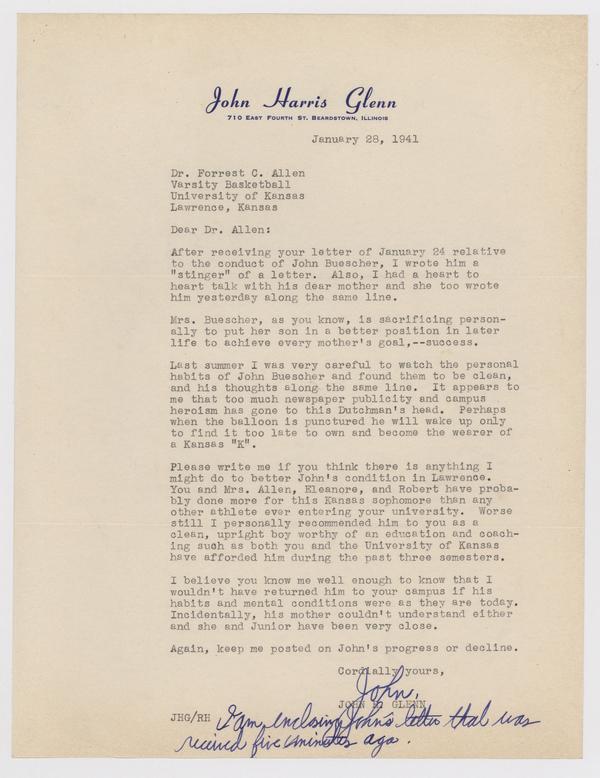 John Harris Glenn
710 East Fourth St. Beardstown, Illinois
January 28, 1941
Dr. Forrest C. Allen
Varsity Basketball
University of Kansas
Lawrence, Kansas
Dear Dr. Allen:
After receiving your letter of January 24 relative
to the conduct of John Buescher, I wrote him a
"stinger" of a letter. Also, I had a heart to
heart talk with his dear mother and she too wrote
him yesterday along the same line.
Mrs. Buescher, as you know, is sacrificing person-
ally to put her son in a better position in later
life to achieve every mother's goal,--success.
Last summer I was very careful to watch the personal
habits of John Buescher and found them to be clean,
and his thoughts along the same line. It appears to
me that too much newspaper publicity and campus
heroism has gone to this Dutchman's head. Perhaps
when the balloon is punctured he will wake up only
to find it too late to own and become the wearer of
a Kansas "K".
Please write me if you think there is anything I
might do to better John's condition in Lawrence.
You and Mrs. Allen, Eleanore, and Robert have proba-
bly done more for this Kansas sophomore than any
other athlete ever entering your university. Worse
still I personally recommended him to you as a
clean, upright boy worthy of an education and coach-
ing such as both you and the University of Kansas
have afforded him during the past three semesters.
I believe you know me well enough to know that I
wouldn't have returned him to your campus if his
habits and mental conditions were as they are today.
Incidentally, his mother couldn't understand either
and she and Junior have been very close.
Again, keep me posted on John's progress or decline.
Cordially yours,
John.
JOHN H. GLENN
JHG/RH I am enclosing John's letter that was
received five minutes ago.